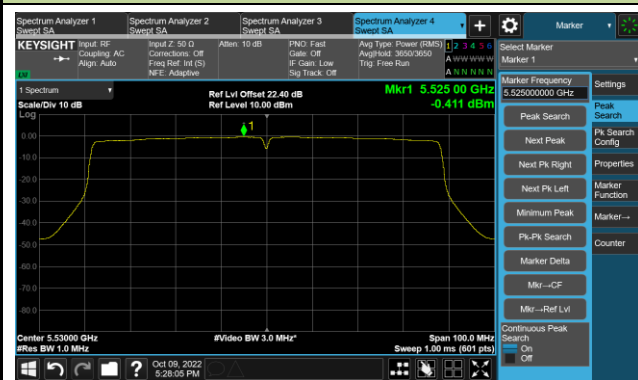 Spectrum Analyzer 1
Swept SA
Spectrum Analyzer 2
Swept SA
Spectrum Analyzer 3
Swept SA
Spectrum Analyzer 4
Swept SA
Marker
KEYSIGHT
Input: RF
Coupling: AC
Align: Auto
Input Z: 50 Ω
Corrections: Off
Freq Ref: Int (S)
NFE: Adaptive
Atten: 10 dB
PNO: Fast
Gate: Off
IF Gain: Low
Sig Track: Off
Avg Type: Power (RMS)
Avg|Hold: 3650/3650
Trig: Free Run
1 2 3 4 5 6
A W W W W W
A N N N N N
LVI
Select Marker
Marker 1
1 Spectrum
Scale/Div 10 dB
Log
Ref Lvl Offset 22.40 dB
Ref Level 10.00 dBm
Mkr1 5.525 00 GHz
-0.411 dBm
1
0.00
-10.0
-20.0
-30.0
-40.0
-50.0
-60.0
-70.0
-80.0
Center 5.53000 GHz
#Res BW 1.0 MHz
#Video BW 3.0 MHz*
Span 100.0 MHz
Sweep 1.00 ms (601 pts)
Marker Frequency
5.525000000 GHz
Peak Search
Next Peak
Next Pk Right
Next Pk Left
Minimum Peak
Pk-Pk Search
Marker Delta
Mkr→CF
Mkr→Ref Lvl
Continuous Peak
Search
On
Off
Settings
Peak
Search
Pk Search
Config
Properties
Marker
Function
Marker→
Counter
Oct 09, 2022
5:28:05 PM